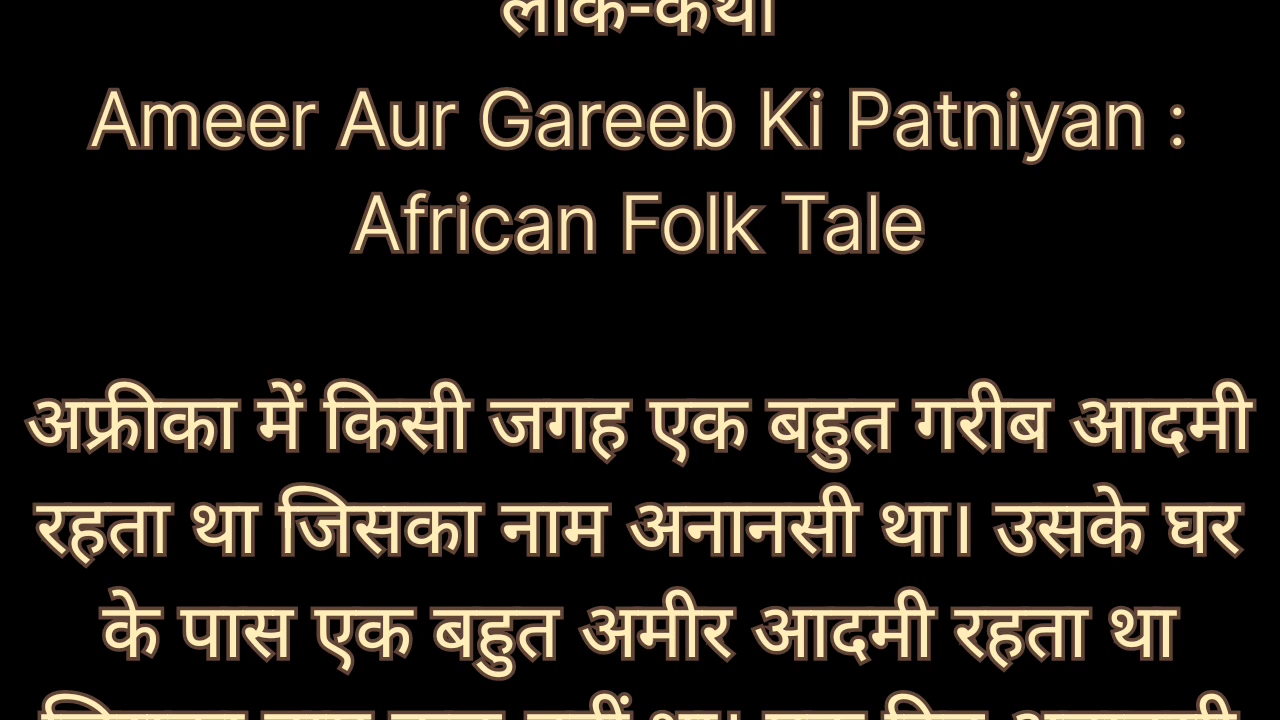 लोक-कथा
Ameer Aur Gareeb Ki Patniyan :
African Folk Tale
अफ्रीका में किसी जगह एक बहुत गरीब आदमी
रहता था जिसका नाम अनानसी था। उसके घर
के पास एक बहुत अमीर आदमी रहता था